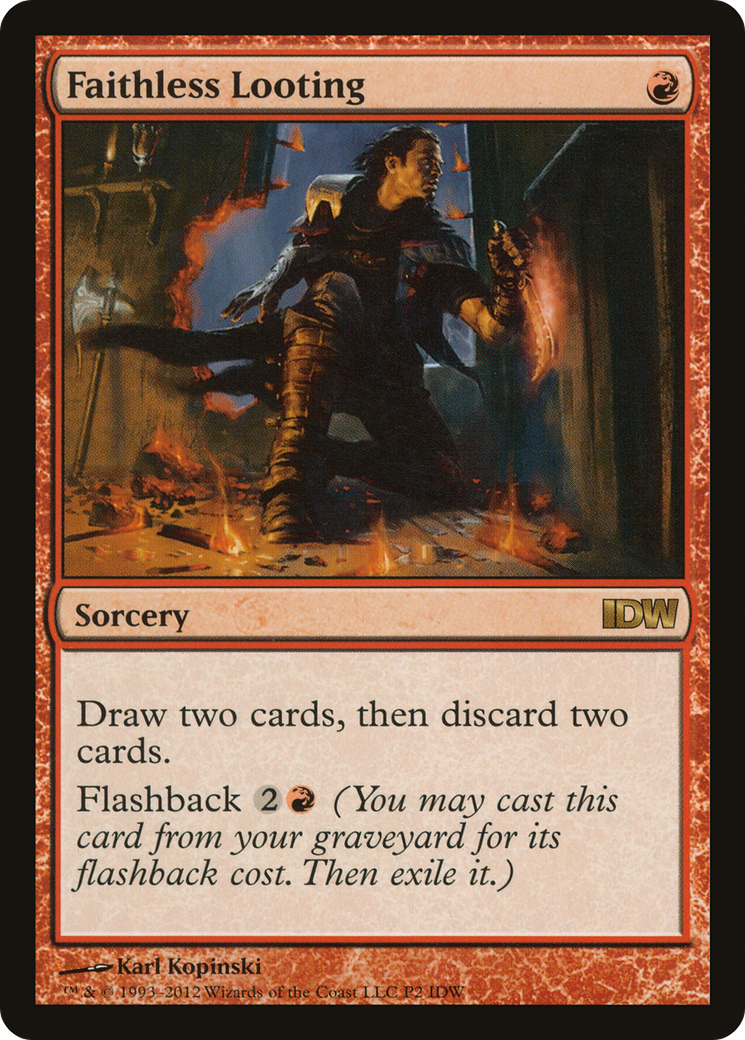 Faithless Looting
Sorcery
IDW
Draw two cards, then discard two
cards.
Flashback 2 (You may cast this
card from your graveyard for its
flashback cost. Then exile it.)
Karl Kopinski
™ & © 1993–2012 Wizards of the Coast LLC P2 IDW